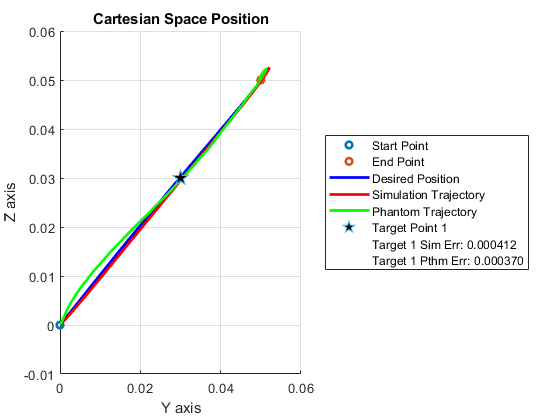 Cartesian Space Position
0.06
0.05
0.04
0.03
0.02
0.01
0
-0.01
Z axis
0
0.02
0.04
0.06
Y axis
Start Point
End Point
Desired Position
Simulation Trajectory
Phantom Trajectory
Target Point 1
Target 1 Sim Err: 0.000412
Target 1 Pthm Err: 0.000370